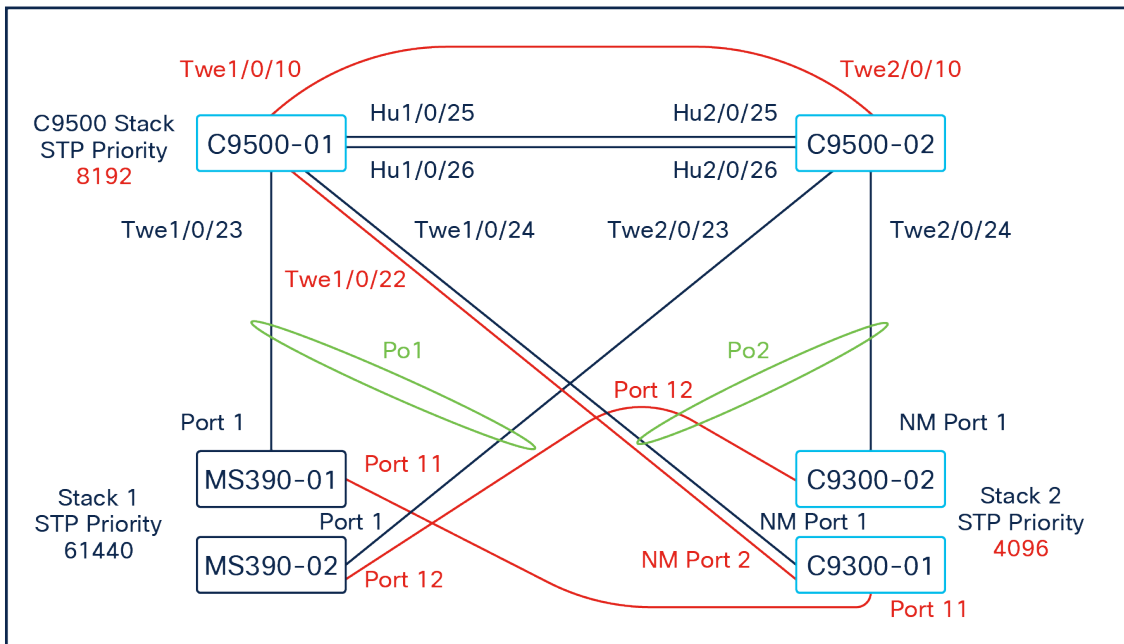 Twe1/0/10
Twe2/0/10
C9500 Stack
STP Priority
8192
C9500-01
Hu1/0/25
Hu2/0/25
Hu1/0/26
Hu2/0/26
C9500-02
Twe1/0/23
Twe1/0/24
Twe2/0/23
Twe2/0/24
Twe1/0/22
Po1
Po2
Port 12
Port 1
NM Port 1
MS390-01
Port 11
C9300-02
Stack 1
STP Priority
61440
Port 1
NM Port 1
Stack 2
STP Priority
4096
MS390-02
Port 12
NM Port 2
C9300-01
Port 11